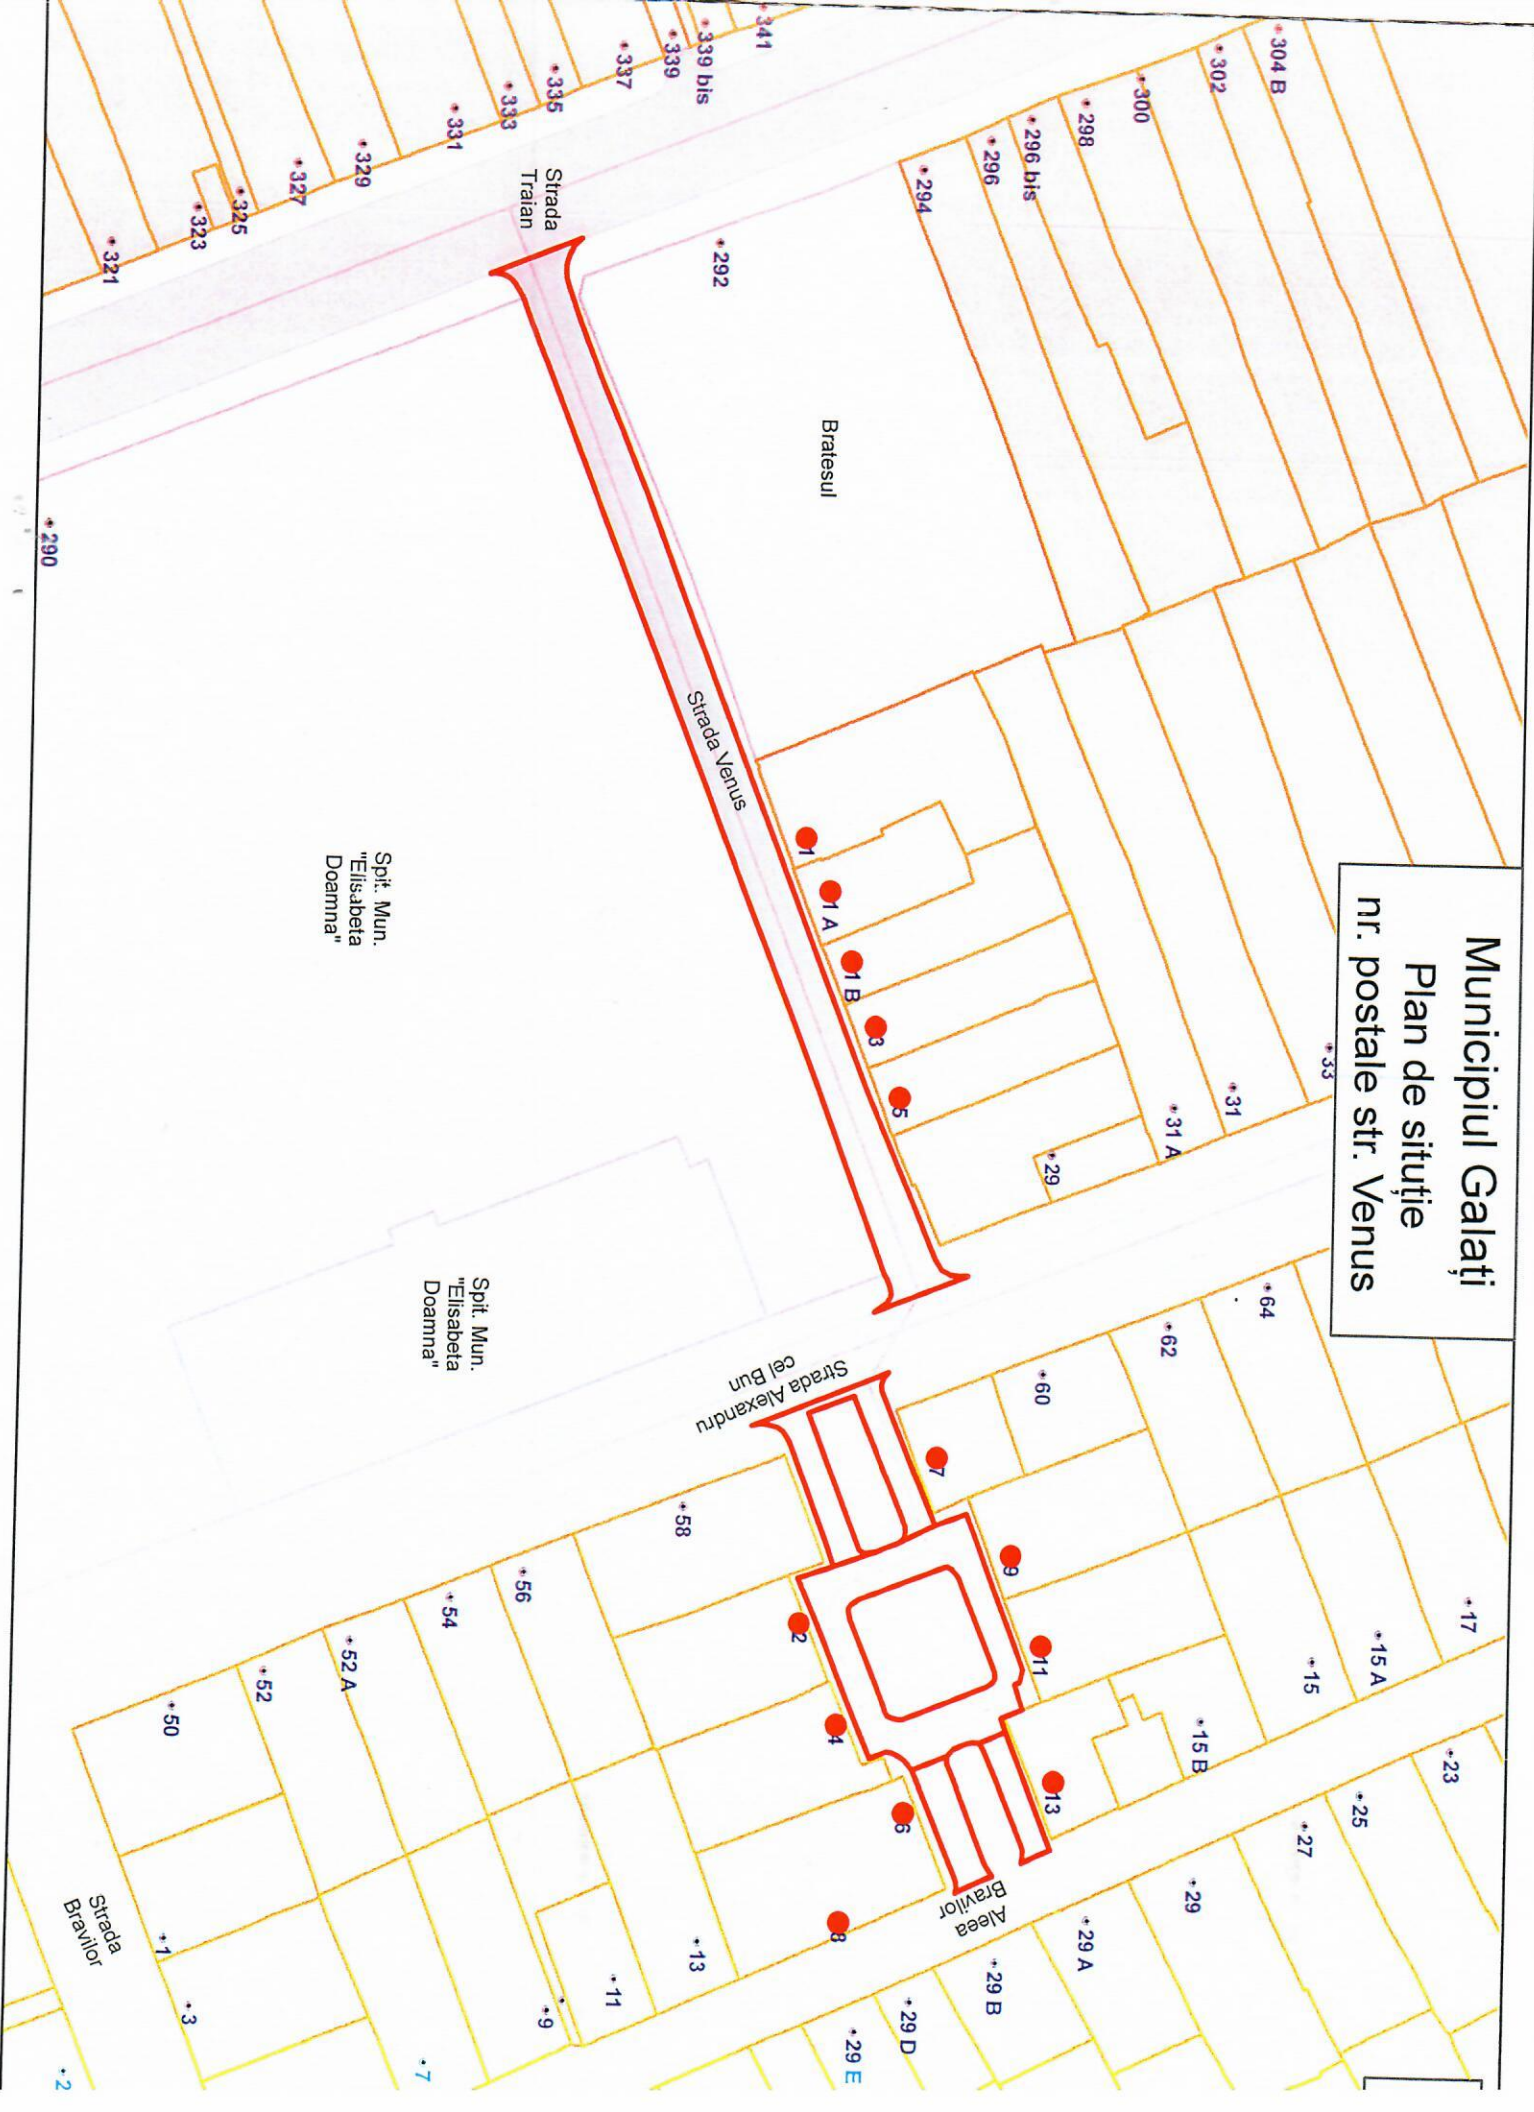 Municipiul Galați
Plan de situție
nr. postale str. Venus
304 B
302
300
298
296 bis
296
294
292
341
339 bis
339
337
335
333
331
329
327
325
323
321
290
Strada
Traian
Bratesul
Strada Venus
1
1 A
1 B
3
5
29
31 A
31
33
Spit. Mun.
"Elisabeta
Doamna"
Spit. Mun.
"Elisabeta
Doamna"
Strada Alexandru
cel Bun
64
62
60
7
9
11
13
17
15 A
15
15 B
58
56
54
52 A
52
50
2
4
6
8
Aleea
Bravilor
23
25
27
29
29 A
29 B
29 D
29 E
13
11
9
7
Strada
Bravilor
1
3
2